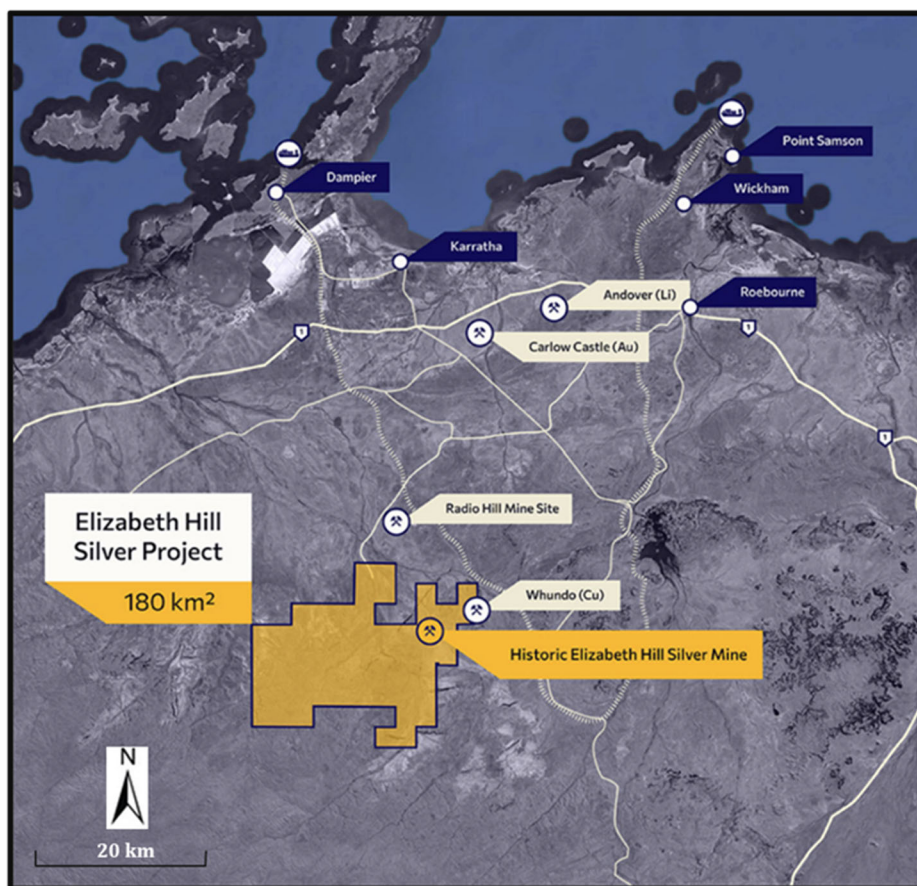 Point Samson
Dampier
Wickham
Karratha
Andover (Li)
Roebourne
1
1
Carlow Castle (Au)
1
Elizabeth Hill
Silver Project
180 km²
Radio Hill Mine Site
Whundo (Cu)
Historic Elizabeth Hill Silver Mine
N
20 km